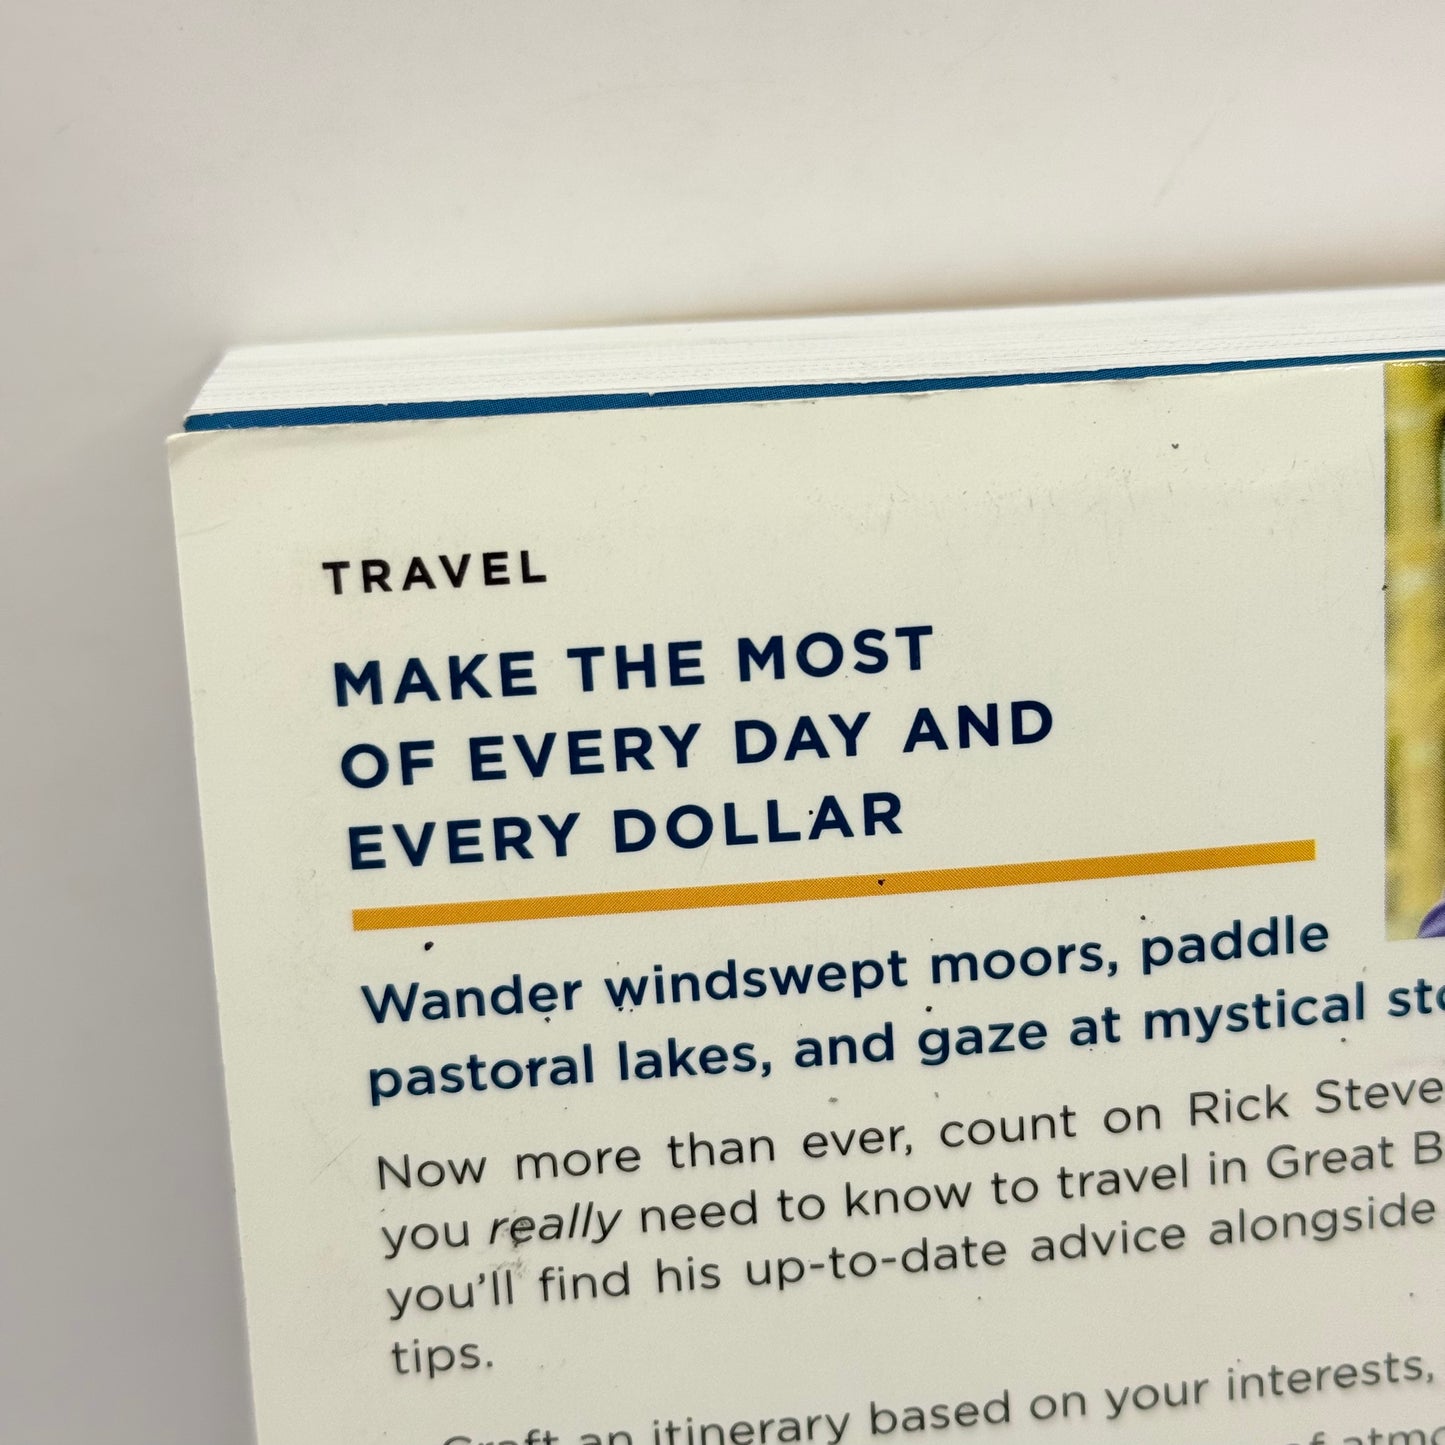 TRAVEL
MAKE THE MOST
OF EVERY DAY AND
EVERY DOLLAR
Wander windswept moors, paddle
pastoral lakes, and gaze at mystical
Now more than ever, count on Rick
you really need to know to travel in Great
you'll find his up-to-date advice alongside
tips.
Craft an itinerary based on your interests,
of